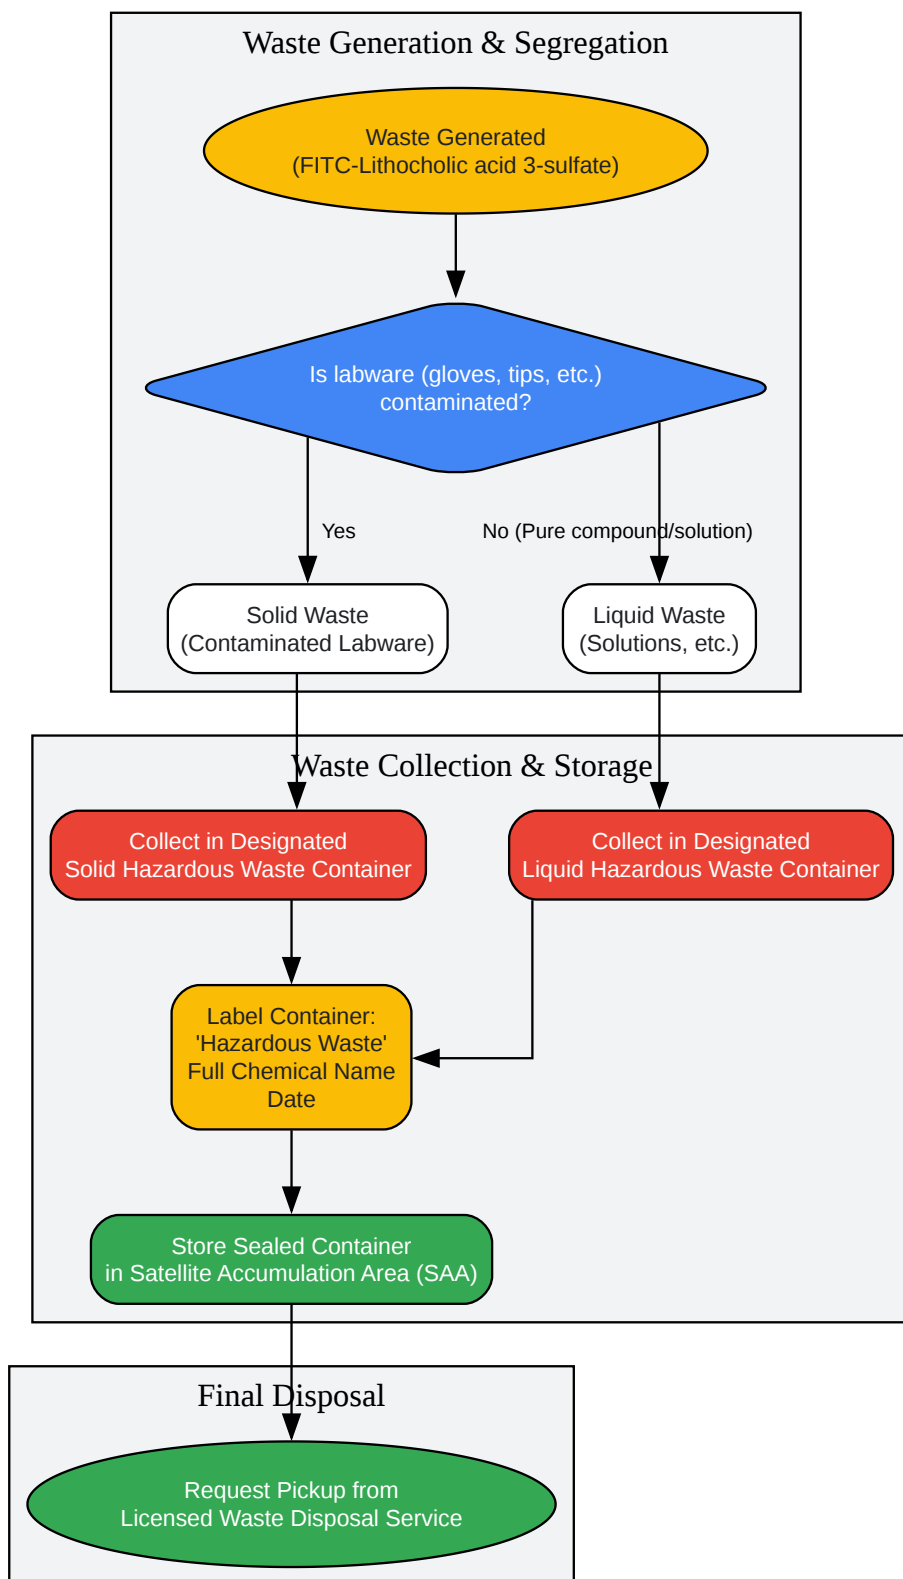 Waste Generation & Segregation
Waste Generated
(FITC-Lithocholic acid 3-sulfate)
Is labware (gloves, tips, etc.)
contaminated?
Yes
No (Pure compound/solution)
Solid Waste
(Contaminated Labware)
Liquid Waste
(Solutions, etc.)
Waste Collection & Storage
Collect in Designated
Solid Hazardous Waste Container
Collect in Designated
Liquid Hazardous Waste Container
Label Container:
'Hazardous Waste'
Full Chemical Name
Date
Store Sealed Container
in Satellite Accumulation Area (SAA)
Final Disposal
Request Pickup from
Licensed Waste Disposal Service